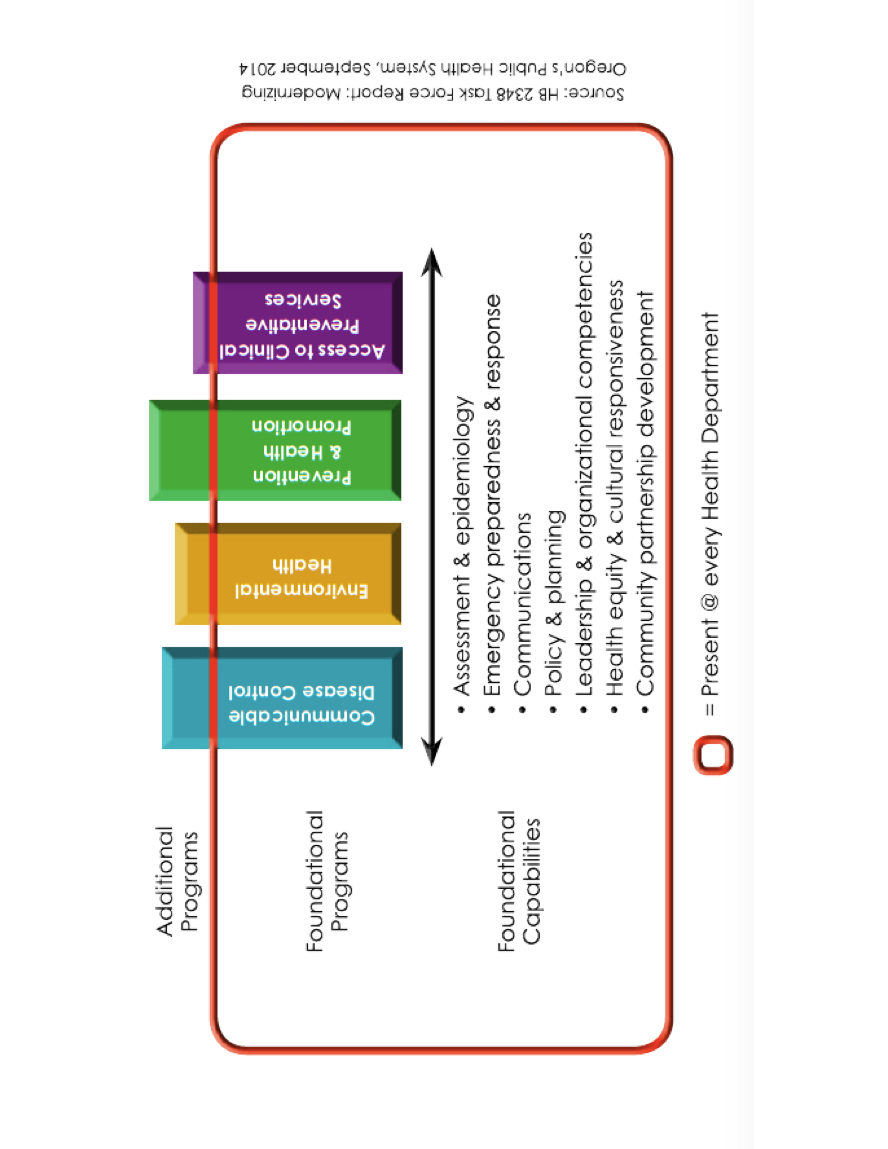 Additional
Programs
Foundational
Programs
Foundational
Capabilities
Communicable
Disease Control
Environmental
Health
Prevention
& Health
Promortion
Access to Clinical
Preventative
Services
• Assessment & epidemiology
• Emergency preparedness & response
• Communications
• Policy & planning
• Leadership & organizational competencies
• Health equity & cultural responsiveness
• Community partnership development
= Present @ every Health Department
Source: HB 2348 Task Force Report: Modernizing
Oregon's Public Health System, September 2014